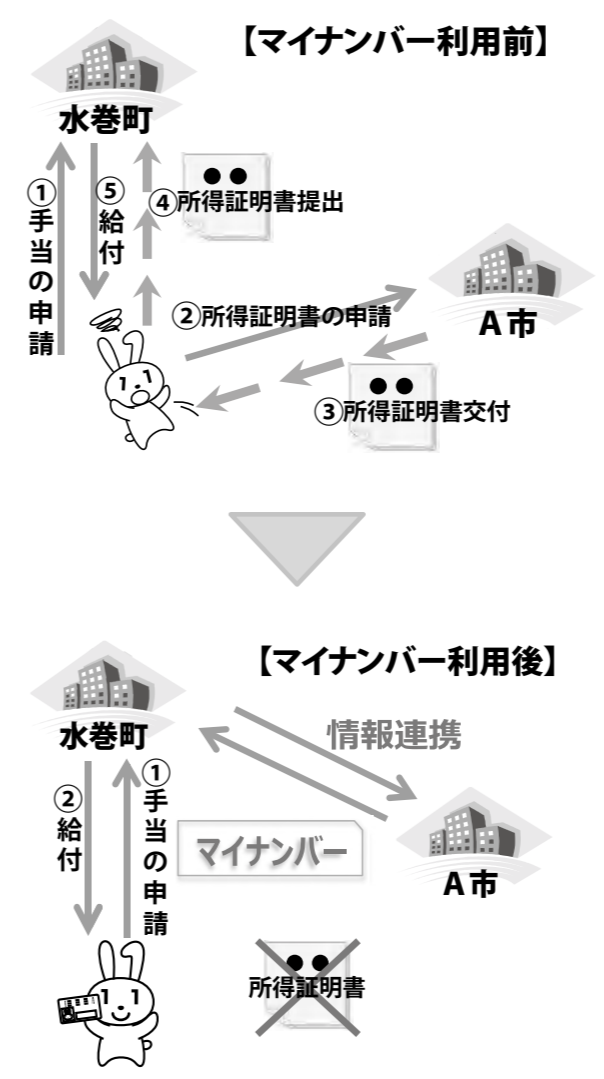 【マイナンバー利用前】
水巻町
①手当の申請
⑤給付
④所得証明書提出
②所得証明書の申請
A市
③所得証明書交付
【マイナンバー利用後】
水巻町
情報連携
①手当の申請
②給付
マイナンバー
A市
所得証明書